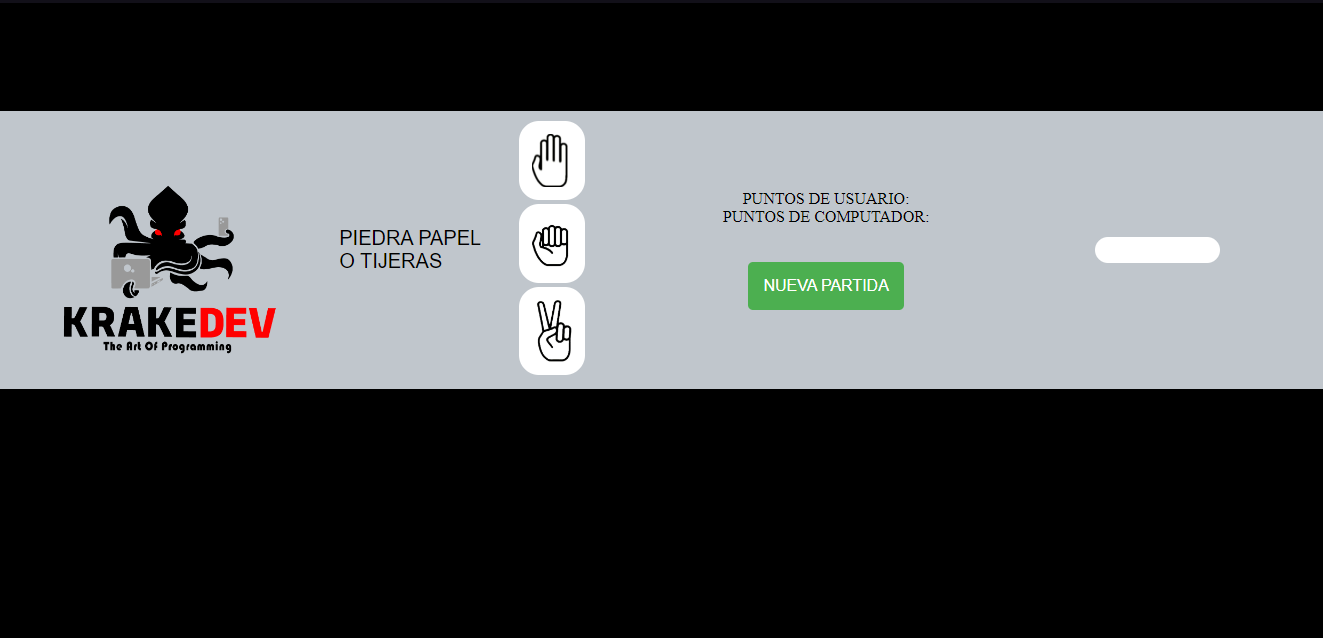 KRAKEDEV
The Art Of Programming
PIEDRA PAPEL
O TIJERAS
PUNTOS DE USUARIO:
PUNTOS DE COMPUTADOR:
NUEVA PARTIDA